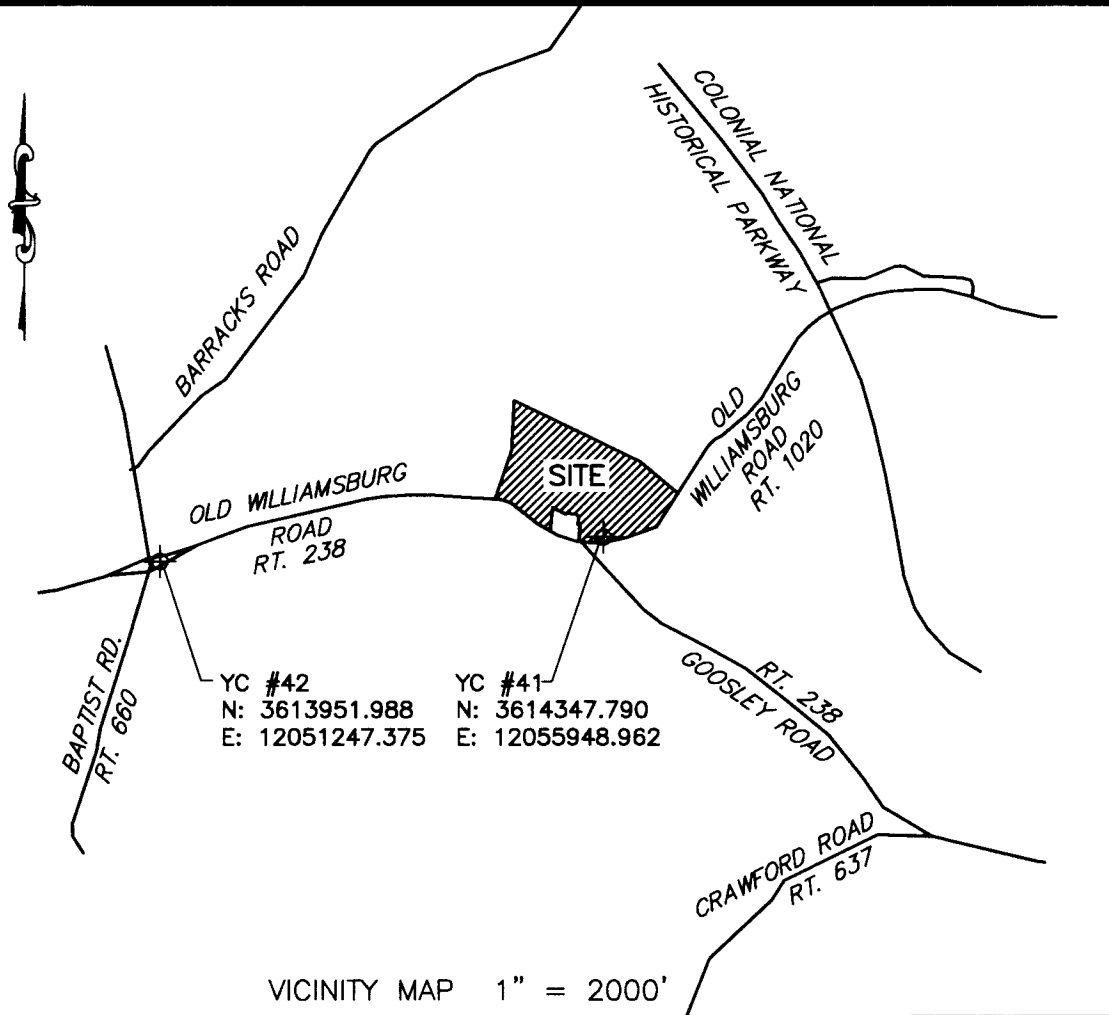 COLONIAL NATIONAL
HISTORICAL PARKWAY
BARRACKS ROAD
OLD
WILLIAMSBURG
ROAD
RT. 1020
SITE
OLD WILLIAMSBURG
ROAD
RT. 238
BAPTIST RD.
RT. 660
YC #42
N: 3613951.988
E: 12051247.375
YC #41
N: 3614347.790
E: 12055948.962
RT. 238
GOOSLEY ROAD
CRAWFORD ROAD
RT. 637
VICINITY MAP 1" = 2000'